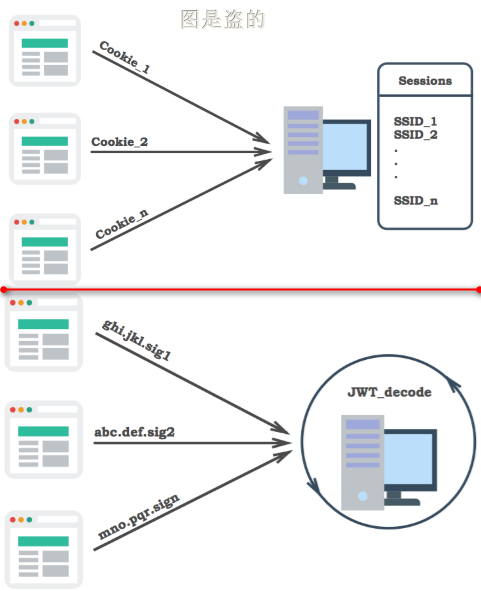 图是盗的
Cookie_1
Cookie_2
Cookie_n
Sessions
SSID_1
SSID_2
.
.
.
SSID_n
ghi.jkl.sig1
abc.def.sig2
mno.pqr.sign
JWT_decode